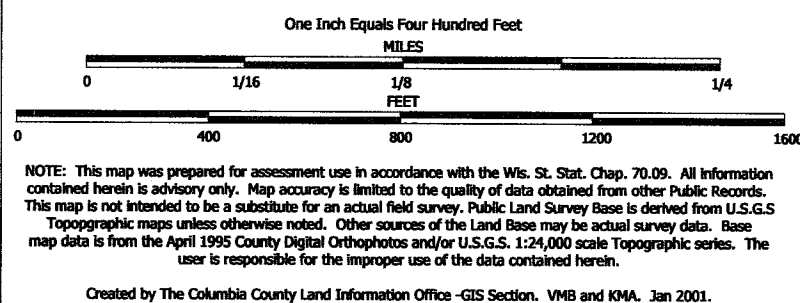 One Inch Equals Four Hundred Feet
MILES
0 1/16 1/8 1/4
FEET
0 400 800 1200 1600
NOTE: This map was prepared for assessment use in accordance with the Wis. St. Stat. Chap. 70.09. All information
contained herein is advisory only. Map accuracy is limited to the quality of data obtained from other Public Records.
This map is not intended to be a substitute for an actual field survey. Public Land Survey Base is derived from U.S.G.S
Topopgraphic maps unless otherwise noted. Other sources of the Land Base may be actual survey data. Base
map data is from the April 1995 County Digital Orthophotos and/or U.S.G.S. 1:24,000 scale Topographic series. The
user is responsible for the improper use of the data contained herein.
Created by The Columbia County Land Information Office -GIS Section. VMB and KMA. Jan 2001.